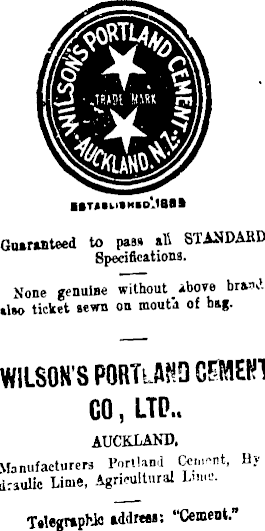 WILSON'S PORTLAND CEMENT
TRADE MARK
AUCKLAND, N.Z.
ESTABLISHED. 1883
Guaranteed to pass all STANDARD
Specifications.
None genuine without above brand,
also ticket sewn on mouth of bag.
WILSON'S PORTLAND CEMENT
CO, LTD.,
AUCKLAND,
Manufacturers Portland Cement, Hy
draulic Lime, Agricultural Lime.
Telegraphic address: "Cement."